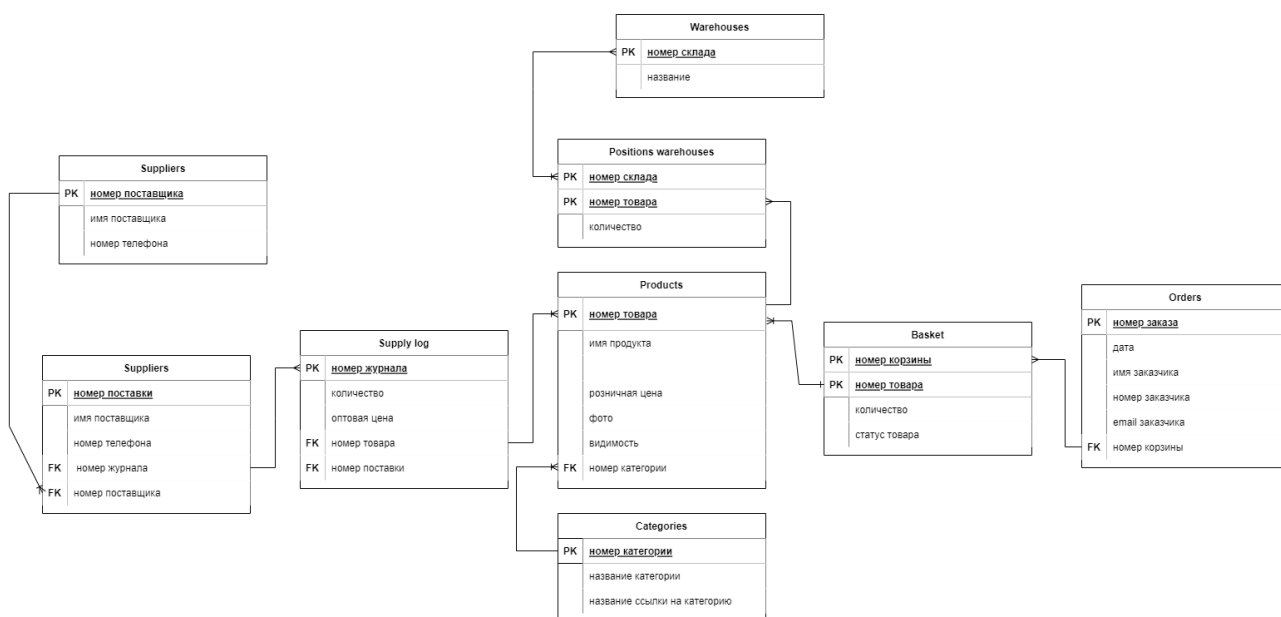 Warehouses
PK номер склада
название
Positions warehouses
PK номер склада
PK номер товара
количество
Suppliers
PK номер поставщика
имя поставщика
номер телефона
Products
PK номер товара
имя продукта
розничная цена
фото
видимость
FK номер категории
Orders
PK номер заказа
дата
имя заказчика
номер заказчика
email заказчика
FK номер корзины
Basket
PK номер корзины
PK номер товара
количество
статус товара
Supply log
PK номер журнала
количество
оптовая цена
FK номер товара
FK номер поставки
Suppliers
PK номер поставки
имя поставщика
номер телефона
FK номер журнала
FK номер поставщика
Categories
PK номер категории
название категории
название ссылки на категорию